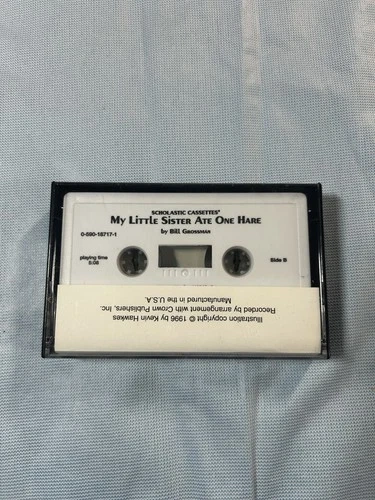 SCHOLASTIC CASSETTES®
My Little Sister Ate One Hare
by Bill Grossman
0-590-18717-1
playing time
5:08
Side B
Illustration copyright © 1996 by Kevin Hawkes
Recorded by arrangement with Crown Publishers, Inc.
Manufactured in the U.S.A.